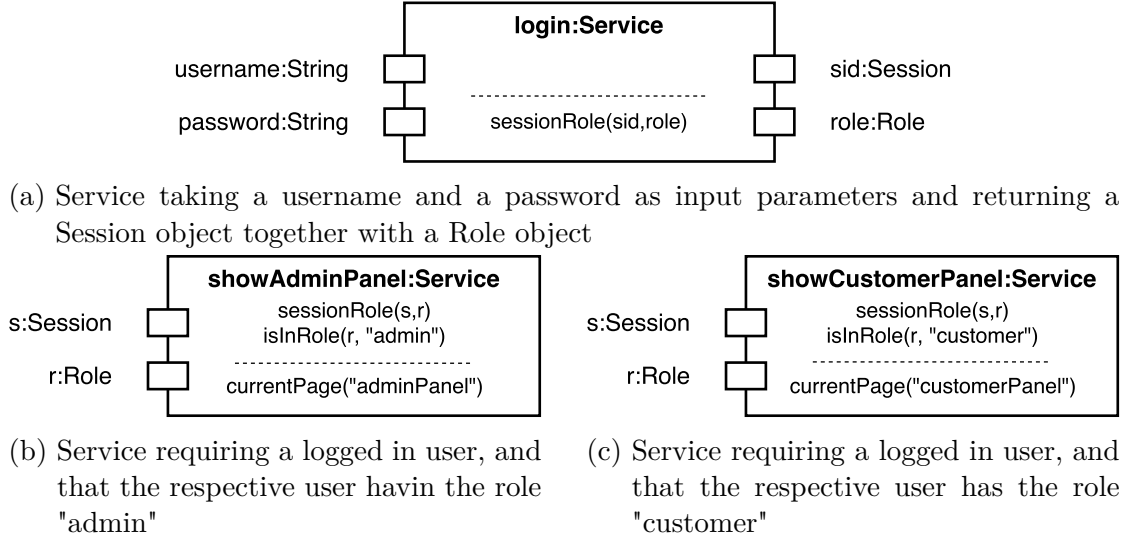 login:Service
username:String
sid:Session
password:String
sessionRole(sid,role)
role:Role
(a) Service taking a username and a password as input parameters and returning a
Session object together with a Role object
showAdminPanel:Service
sessionRole(s,r)
s:Session
isInRole(r, "admin")
r:Role
currentPage("adminPanel")
(b) Service requiring a logged in user, and
that the respective user havin the role
"admin"
showCustomerPanel:Service
sessionRole(s,r)
s:Session
isInRole(r, "customer")
r:Role
currentPage("customerPanel")
(c) Service requiring a logged in user, and
that the respective user has the role
"customer"